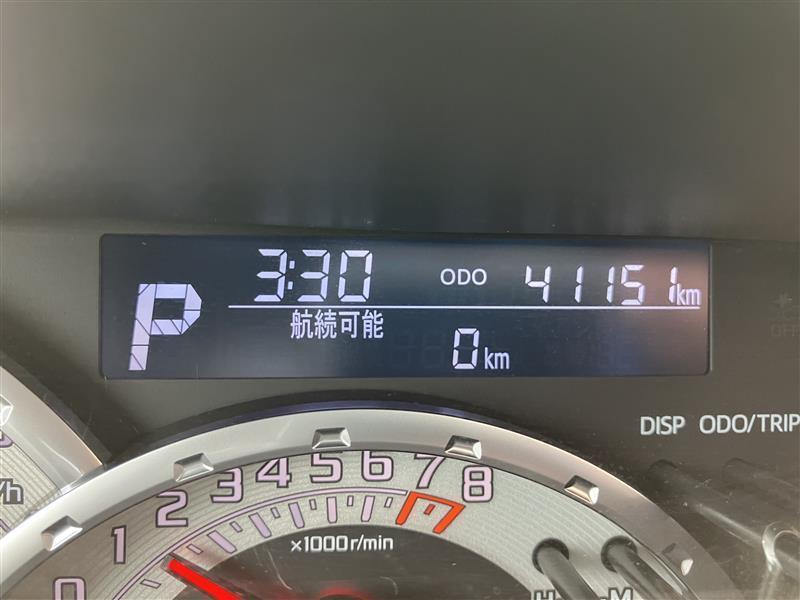 3:30 ODO 41151km
P
航続可能
0km
DISP ODO/TRIP
0 1 2 3 4 5 6 7 8
×1000r/min